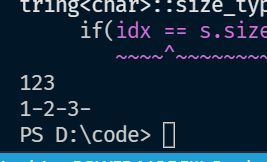 tring<char>::size_typ
if(idx == s.size
~~~~^~~~~~~~~
123
1-2-3-
PS D:\code>